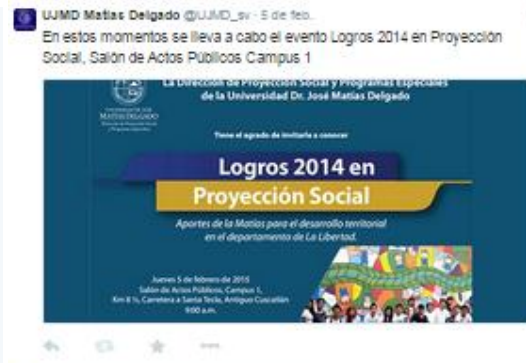 UJMD Matías Delgado @UJMD_sv · 5 de feb.
En estos momentos se lleva a cabo el evento Logros 2014 en Proyección
Social, Salón de Actos Públicos Campus 1
La Dirección de Proyección Social y Programas Especiales
de la Universidad Dr. José Matías Delgado
MATÍAS DELGADO
Tiene el agrado de invitarle a conocer
Logros 2014 en
Proyección Social
Aportes de la Matías para el desarrollo territorial
en el departamento de La Libertad.
Jueves 5 de febrero de 2015
Salón de Actos Públicos, Campus 1,
Km 8 ½, Carretera a Santa Tecla, Antiguo Cuscatlán
9:00 a.m.